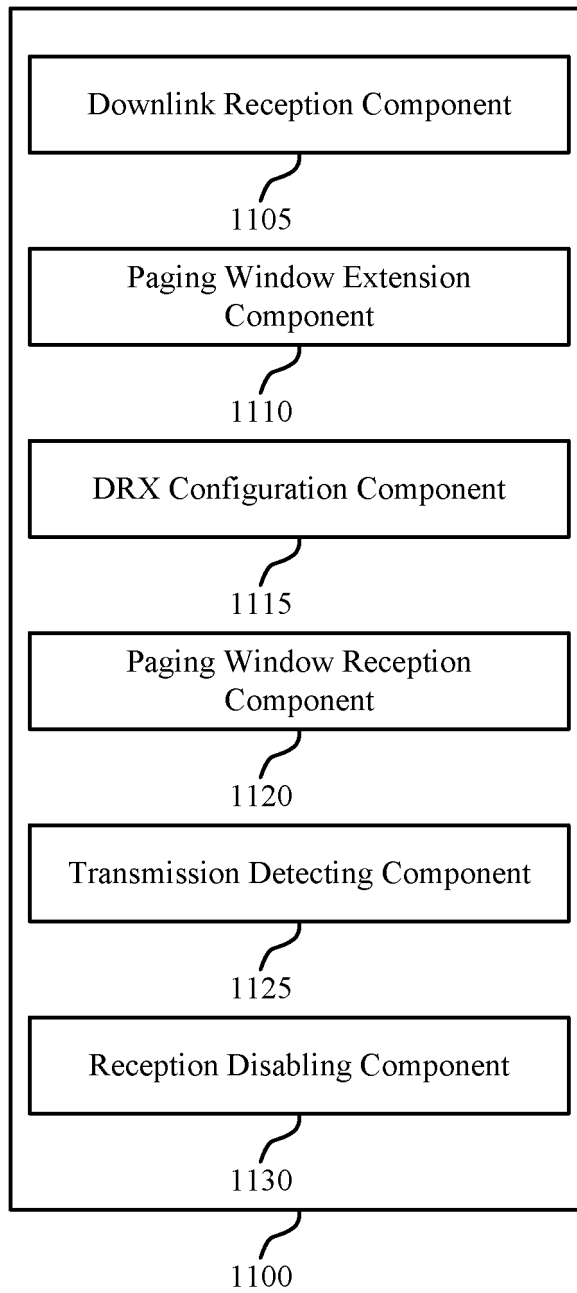 Downlink Reception Component
1105
Paging Window Extension
Component
1110
DRX Configuration Component
1115
Paging Window Reception
Component
1120
Transmission Detecting Component
1125
Reception Disabling Component
1130
1100